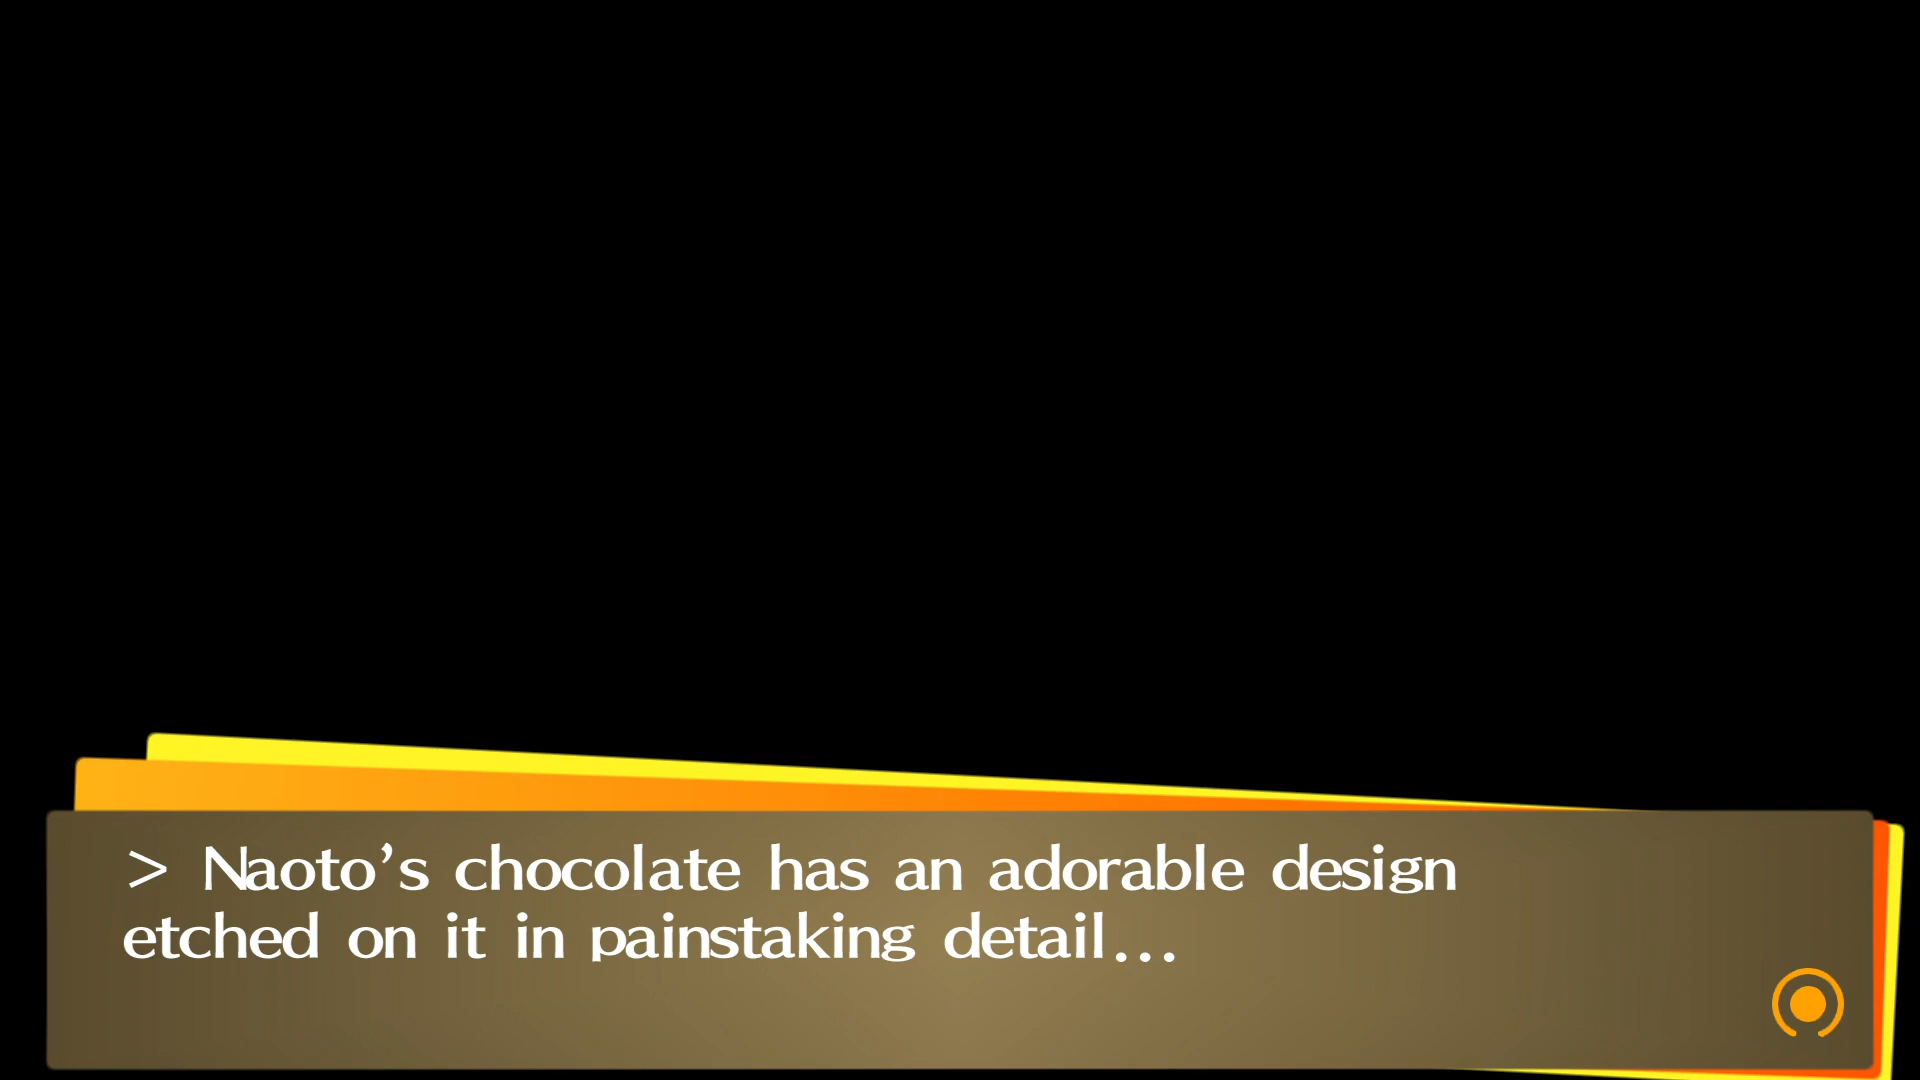 > Naoto’s chocolate has an adorable design
etched on it in painstaking detail...